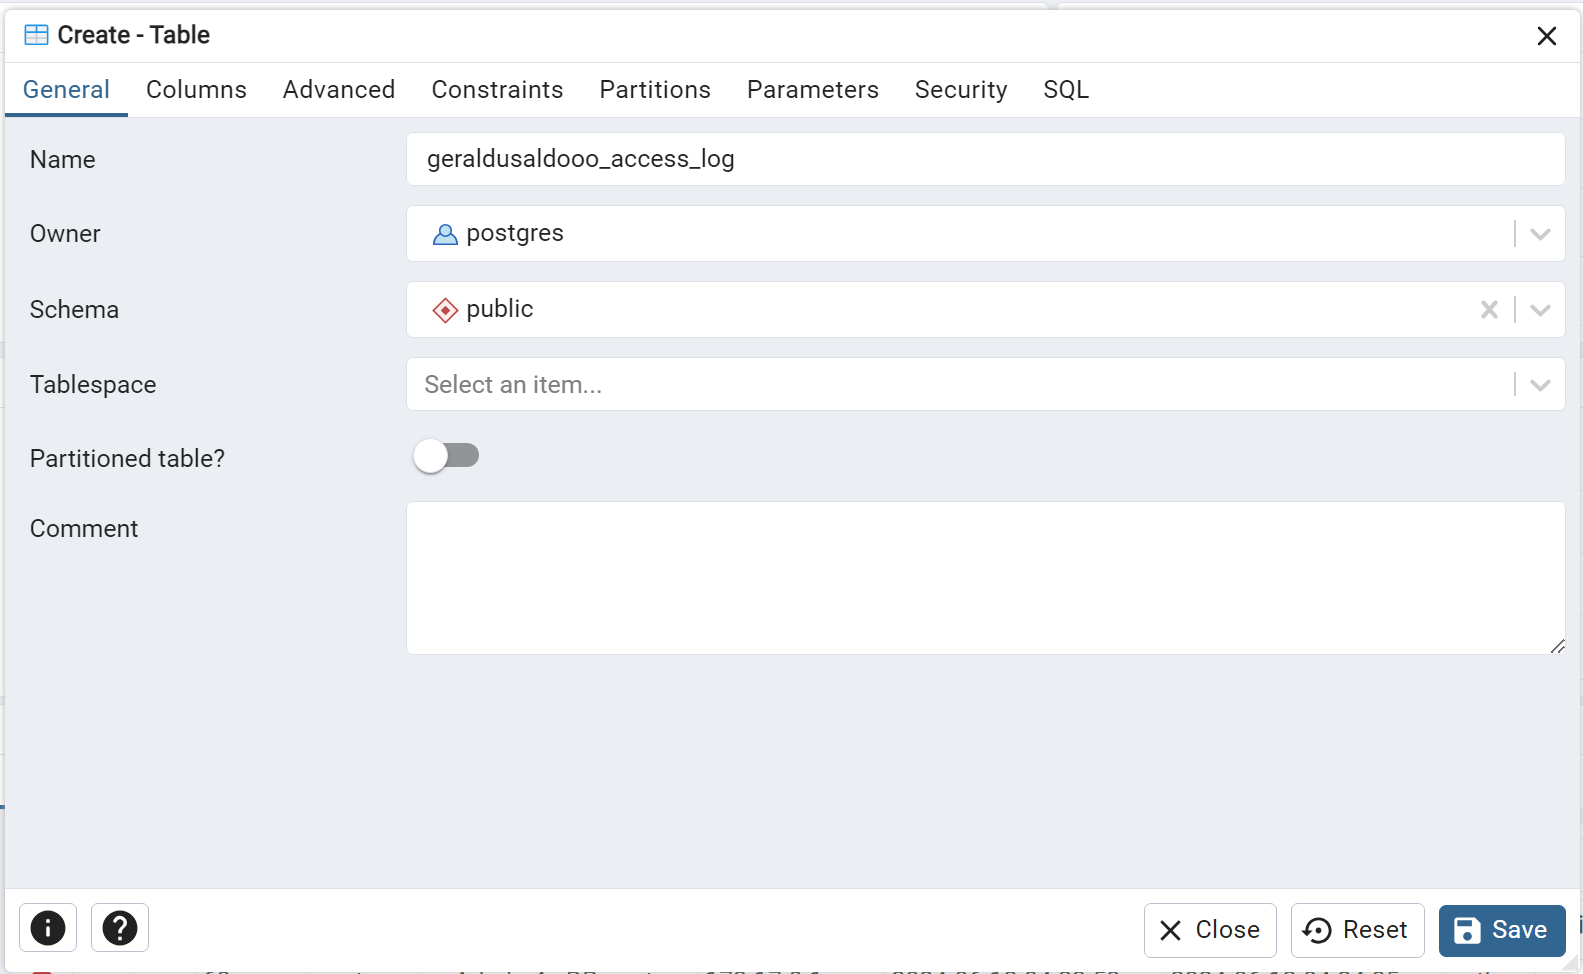 Create - Table
General Columns Advanced Constraints Partitions Parameters Security SQL
Name geraldusaldooo_access_log
Owner postgres
Schema public
Tablespace Select an item...
Partitioned table?
Comment
Close Reset Save